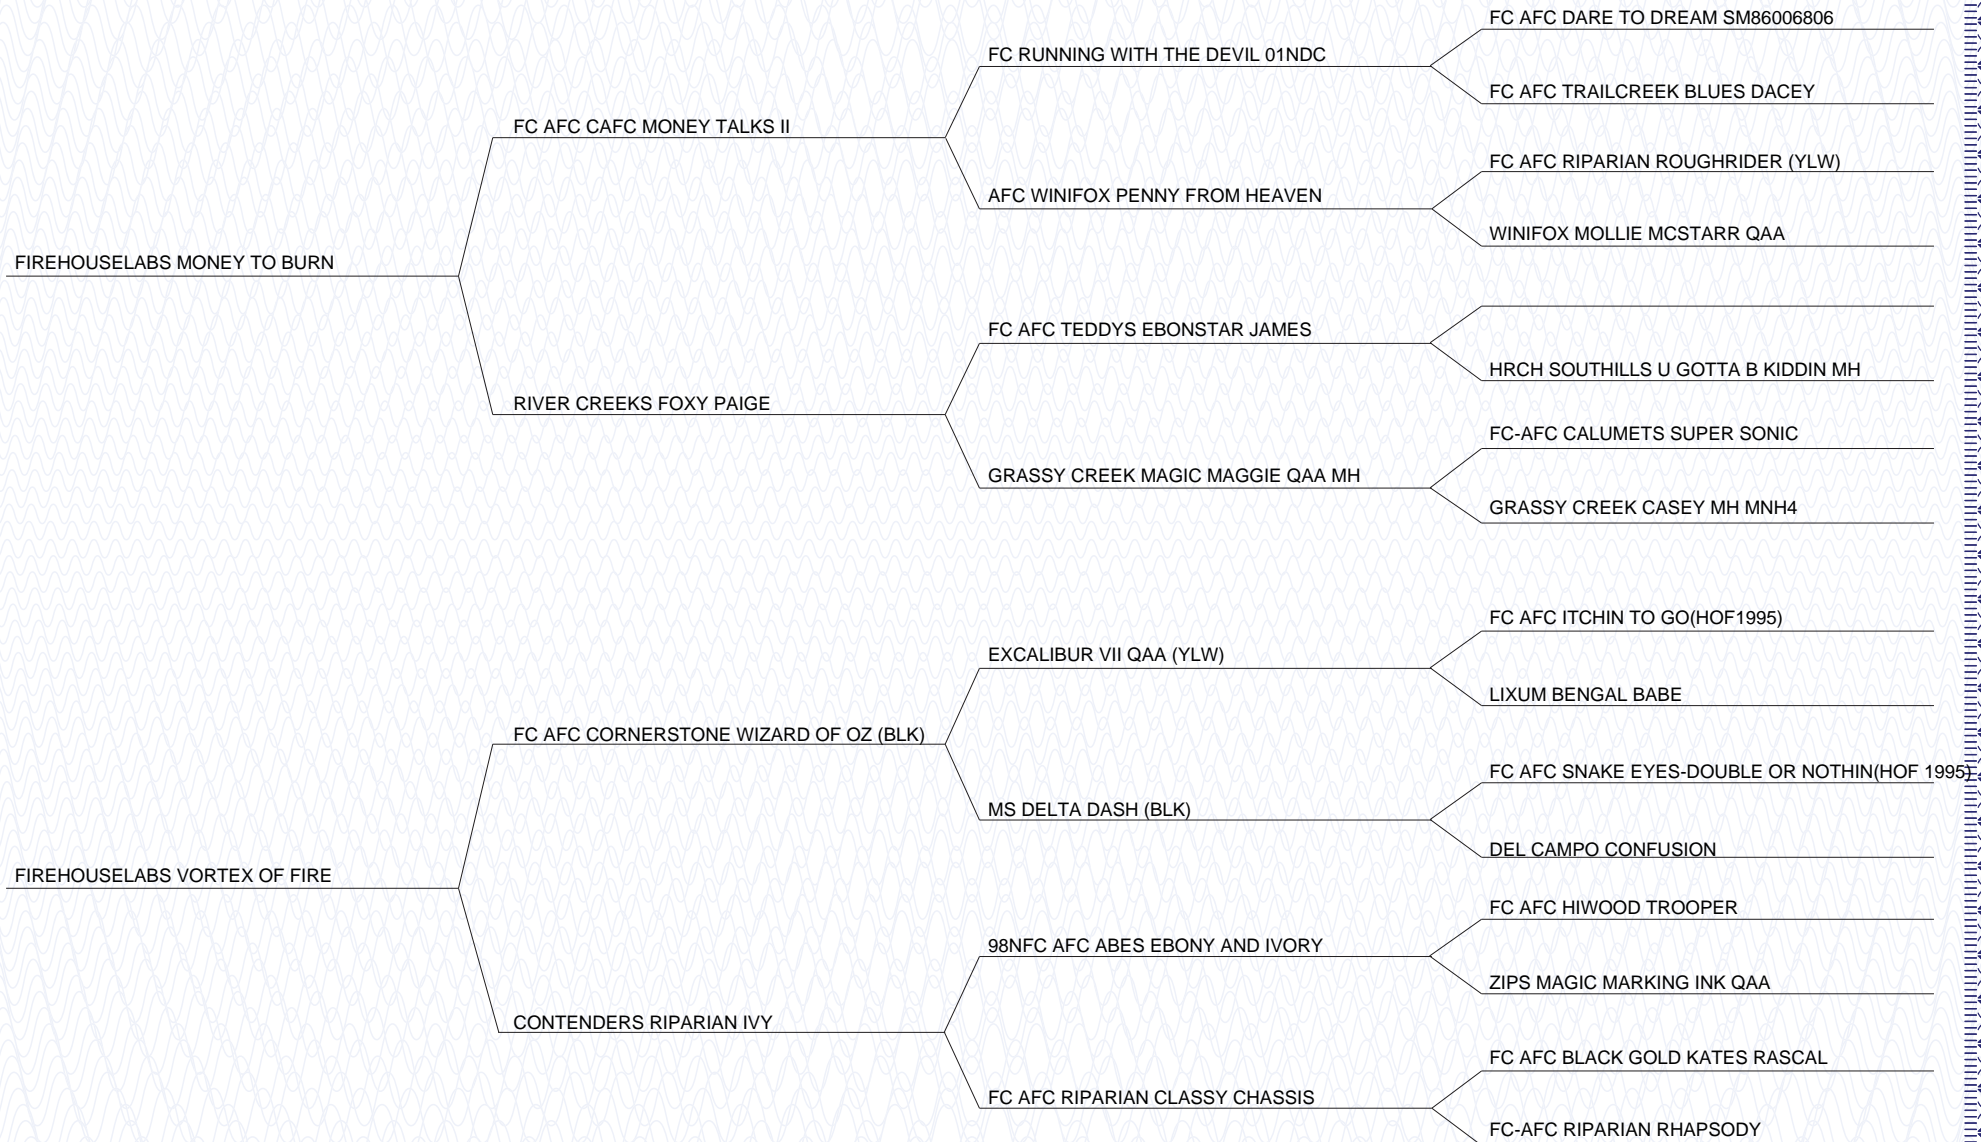 FC AFC DARE TO DREAM SM86006806
FC RUNNING WITH THE DEVIL 01NDC
FC AFC TRAILCREEK BLUES DACEY
FC AFC CAFC MONEY TALKS II
FC AFC RIPARIAN ROUGHRIDER (YLW)
AFC WINIFOX PENNY FROM HEAVEN
WINIFOX MOLLIE MCSTARR QAA
FIREHOUSELABS MONEY TO BURN
FC AFC TEDDYS EBONSTAR JAMES
HRCH SOUTHILLS U GOTTA B KIDDIN MH
RIVER CREEKS FOXY PAIGE
FC-AFC CALUMETS SUPER SONIC
GRASSY CREEK MAGIC MAGGIE QAA MH
GRASSY CREEK CASEY MH MNH4
FC AFC ITCHIN TO GO(HOF1995)
EXCALIBUR VII QAA (YLW)
LIXUM BENGAL BABE
FC AFC CORNERSTONE WIZARD OF OZ (BLK)
FC AFC SNAKE EYES-DOUBLE OR NOTHIN(HOF 1995)
MS DELTA DASH (BLK)
DEL CAMPO CONFUSION
FIREHOUSELABS VORTEX OF FIRE
FC AFC HIWOOD TROOPER
98NFC AFC ABES EBONY AND IVORY
ZIPS MAGIC MARKING INK QAA
CONTENDERS RIPARIAN IVY
FC AFC BLACK GOLD KATES RASCAL
FC AFC RIPARIAN CLASSY CHASSIS
FC-AFC RIPARIAN RHAPSODY